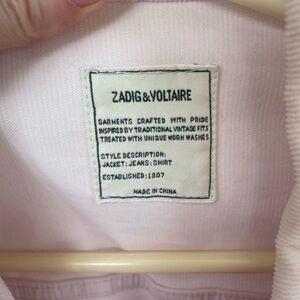 ZADIG&VOLTAIRE
GARMENTS CRAFTED WITH PRIDE
INSPIRED BY TRADITIONAL VINTAGE FITS
TREATED WITH UNIQUE WORN WASHES
STYLE DESCRIPTION:
JACKET: JEANS: SHIRT
ESTABLISHED: 1997
MADE IN CHINA